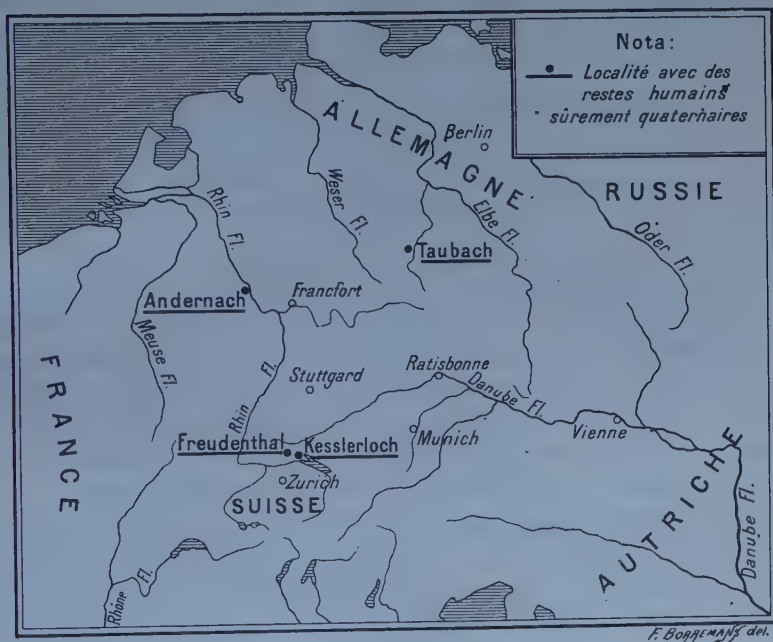 Nota:
Localité avec des
restes humains
sûrement quaternaires
ALLEMAGNE
Berlin
RUSSIE
Rhin Fl.
Weser Fl.
Elbe Fl.
Oder Fl.
Taubach
Andernach
Francfort
Meuse Fl.
FRANCE
Stuttgard
Ratisbonne
Rhin Fl.
Danube Fl.
Freudenthal
Kesslerloch
Munich
Vienne
Zurich
SUISSE
AUTRICHE
Danube Fl.
Rhône Fl.
F. BORREMANS del.